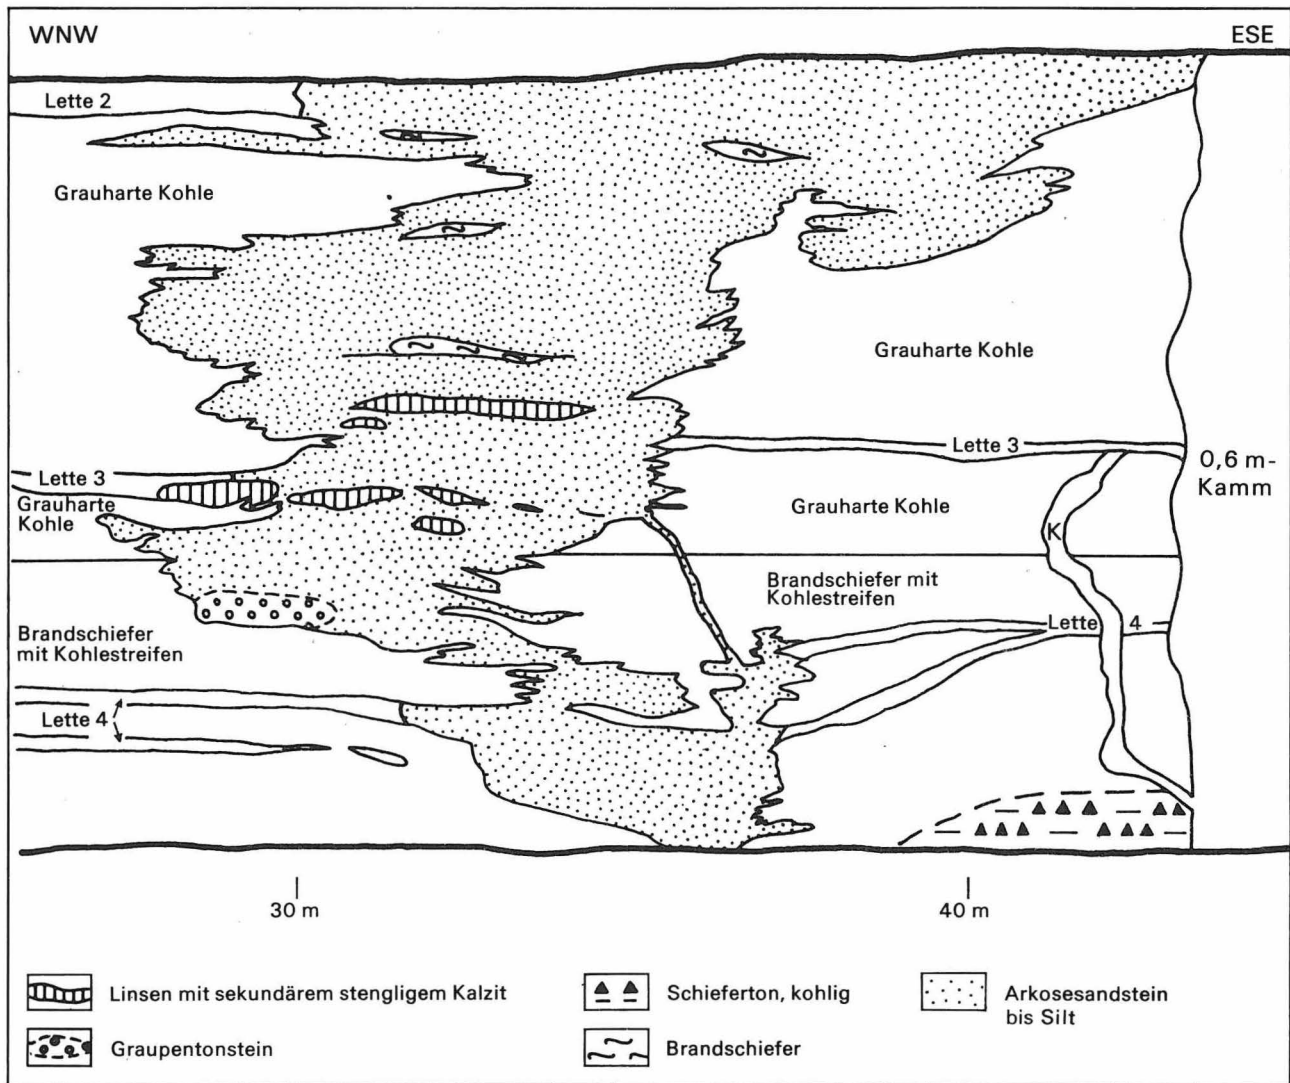 WNW
ESE
Lette 2
Grauharte Kohle
Grauharte Kohle
Lette 3
Lette 3
0,6 m-
Kamm
Grauharte
Kohle
Grauharte Kohle
K
Brandschiefer mit
Kohlestreifen
Lette 4
Brandschiefer
mit Kohlestreifen
Lette 4
30 m
40 m
Linsen mit sekundärem stengligem Kalzit
Schieferton, kohlig
Arkosesandstein
bis Silt
Graupentonstein
Brandschiefer